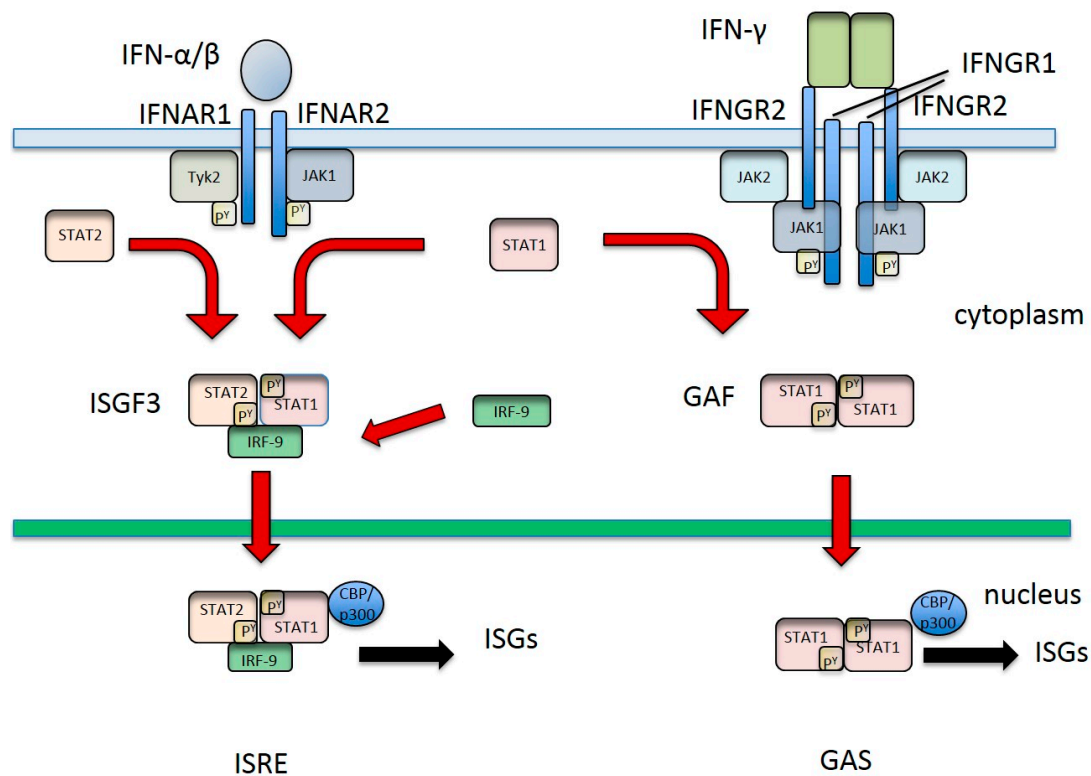 IFN-α/β
IFN-γ
IFNGR1
IFNAR1
IFNAR2
IFNGR2
IFNGR2
Tyk2
JAK1
JAK2
JAK2
PY
PY
STAT2
STAT1
JAK1
JAK1
PY
PY
cytoplasm
ISGF3
STAT2
PY
PY
STAT1
IRF-9
IRF-9
GAF
STAT1
PY
PY
STAT1
nucleus
STAT2
PY
PY
STAT1
CBP/
p300
IRF-9
ISGs
STAT1
PY
PY
STAT1
CBP/
p300
ISGs
ISRE
GAS